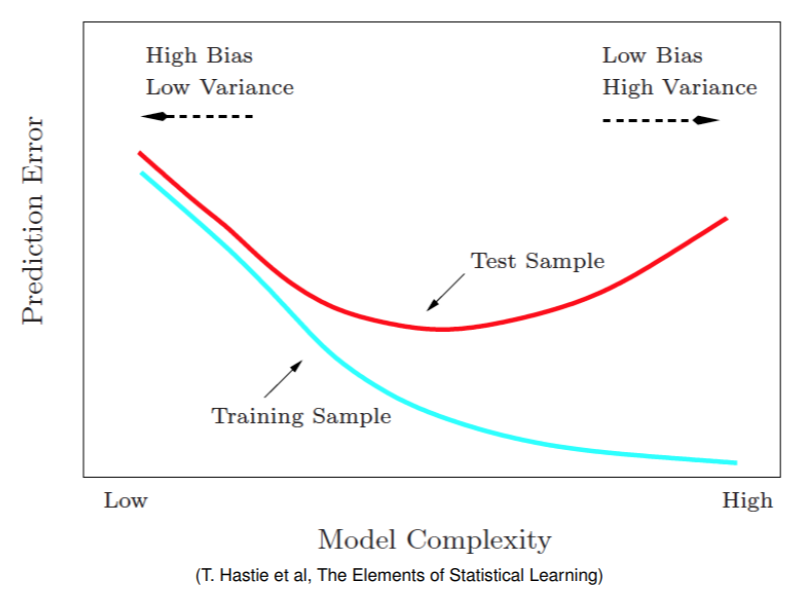 High Bias
Low Variance
Low Bias
High Variance
Prediction Error
Test Sample
Training Sample
Low
High
Model Complexity
(T. Hastie et al, The Elements of Statistical Learning)